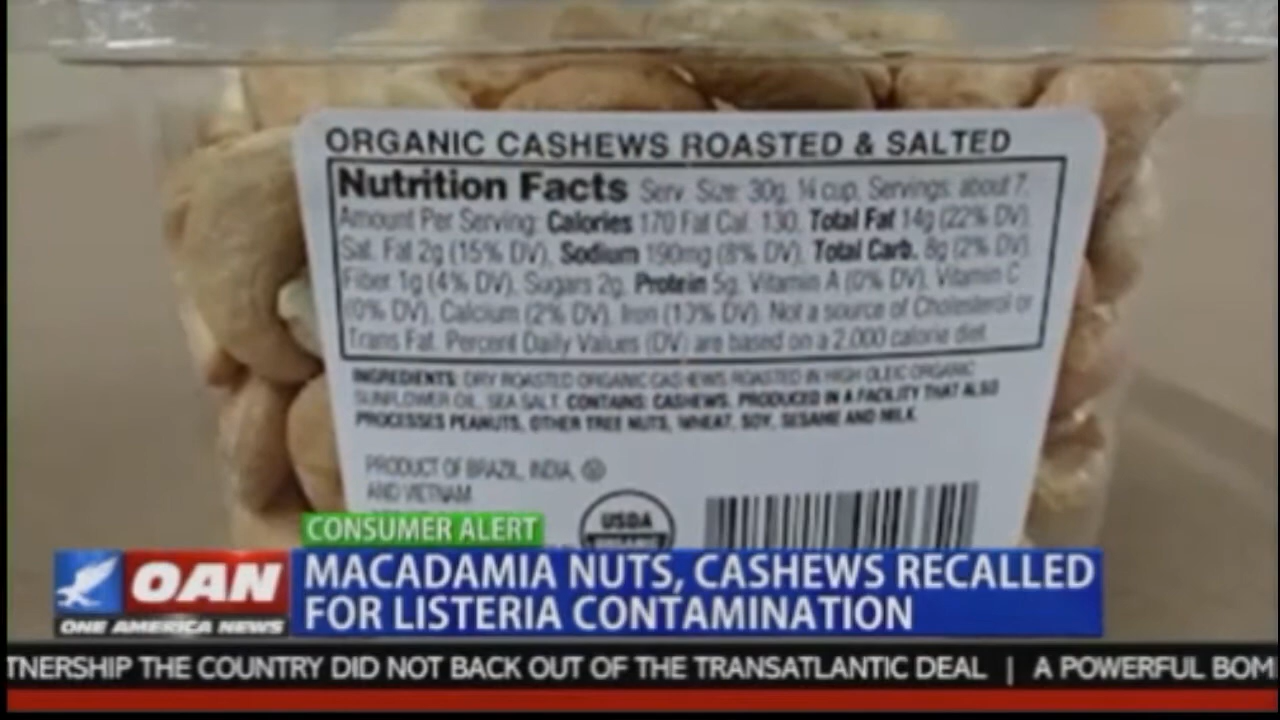 ORGANIC CASHEWS ROASTED & SALTED
Nutrition Facts Serv. Size: 30g, ¼ cup, Servings: about 7,
Amount Per Serving: Calories 170 Fat Cal. 130, Total Fat 14g (22% DV),
Sat. Fat 2g (15% DV), Sodium 190mg (8% DV), Total Carb. 8g (2% DV),
Fiber 1g (4% DV), Sugars 2g, Protein 5g, Vitamin A (0% DV), Vitamin C
(0% DV), Calcium (2% DV), Iron (13% DV). Not a source of Cholesterol or
Trans Fat. Percent Daily Values (DV) are based on a 2,000 calorie diet.
INGREDIENTS: DRY ROASTED ORGANIC CASHEWS ROASTED IN HIGH OLEIC ORGANIC
SUNFLOWER OIL, SEA SALT. CONTAINS: CASHEWS. PRODUCED IN A FACILITY THAT ALSO
PROCESSES PEANUTS, OTHER TREE NUTS, WHEAT, SOY, SESAME AND MILK.
PRODUCT OF BRAZIL, INDIA,
AND VIETNAM
USDA
ORGANIC
CONSUMER ALERT
OAN
ONE AMERICA NEWS
MACADAMIA NUTS, CASHEWS RECALLED
FOR LISTERIA CONTAMINATION
TNERSHIP THE COUNTRY DID NOT BACK OUT OF THE TRANSATLANTIC DEAL | A POWERFUL BOM